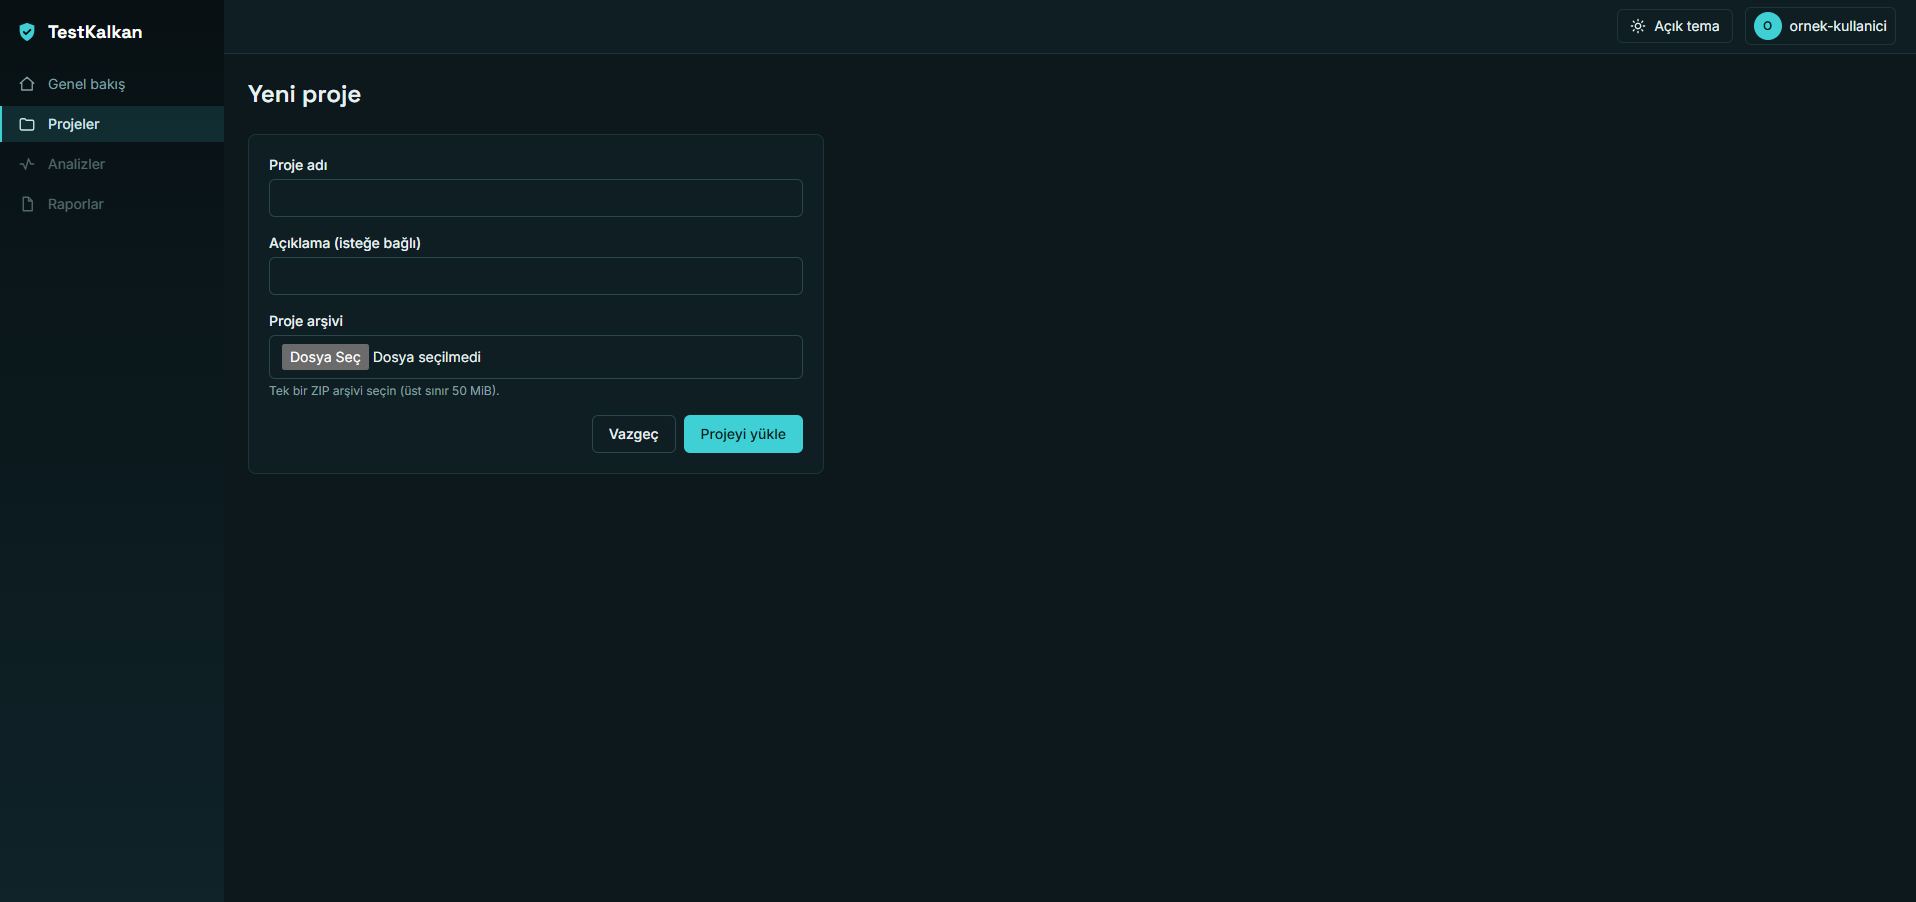 TestKalkan
Açık tema
O
ornek-kullanici
Genel bakış
Projeler
Analizler
Raporlar
Yeni proje
Proje adı
Açıklama (isteğe bağlı)
Proje arşivi
Dosya Seç Dosya seçilmedi
Tek bir ZIP arşivi seçin (üst sınır 50 MiB).
Vazgeç
Projeyi yükle